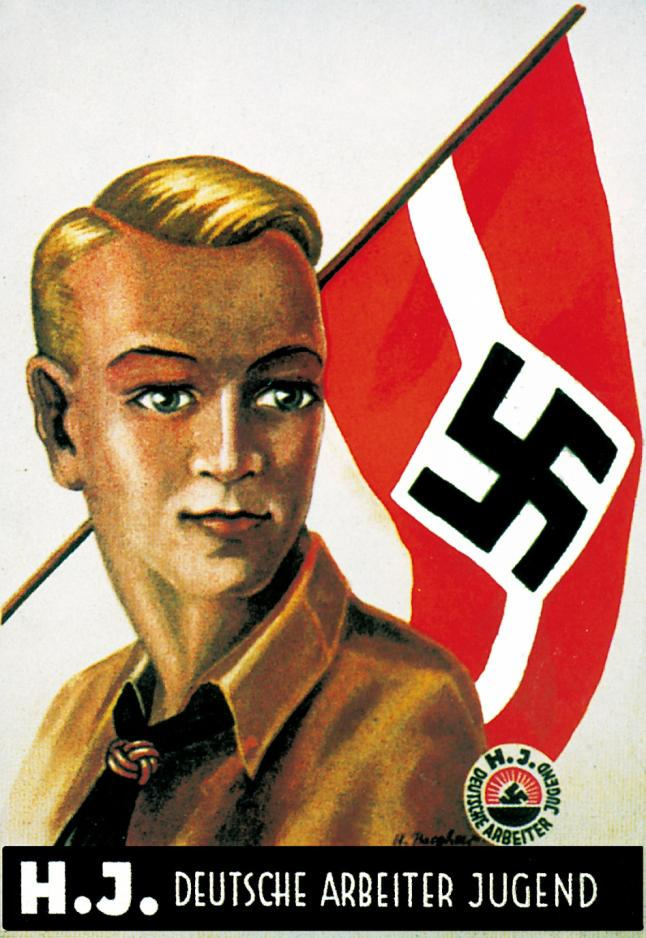 H.J.
DEUTSCHE ARBEITER JUGEND
H.J. DEUTSCHE ARBEITER JUGEND